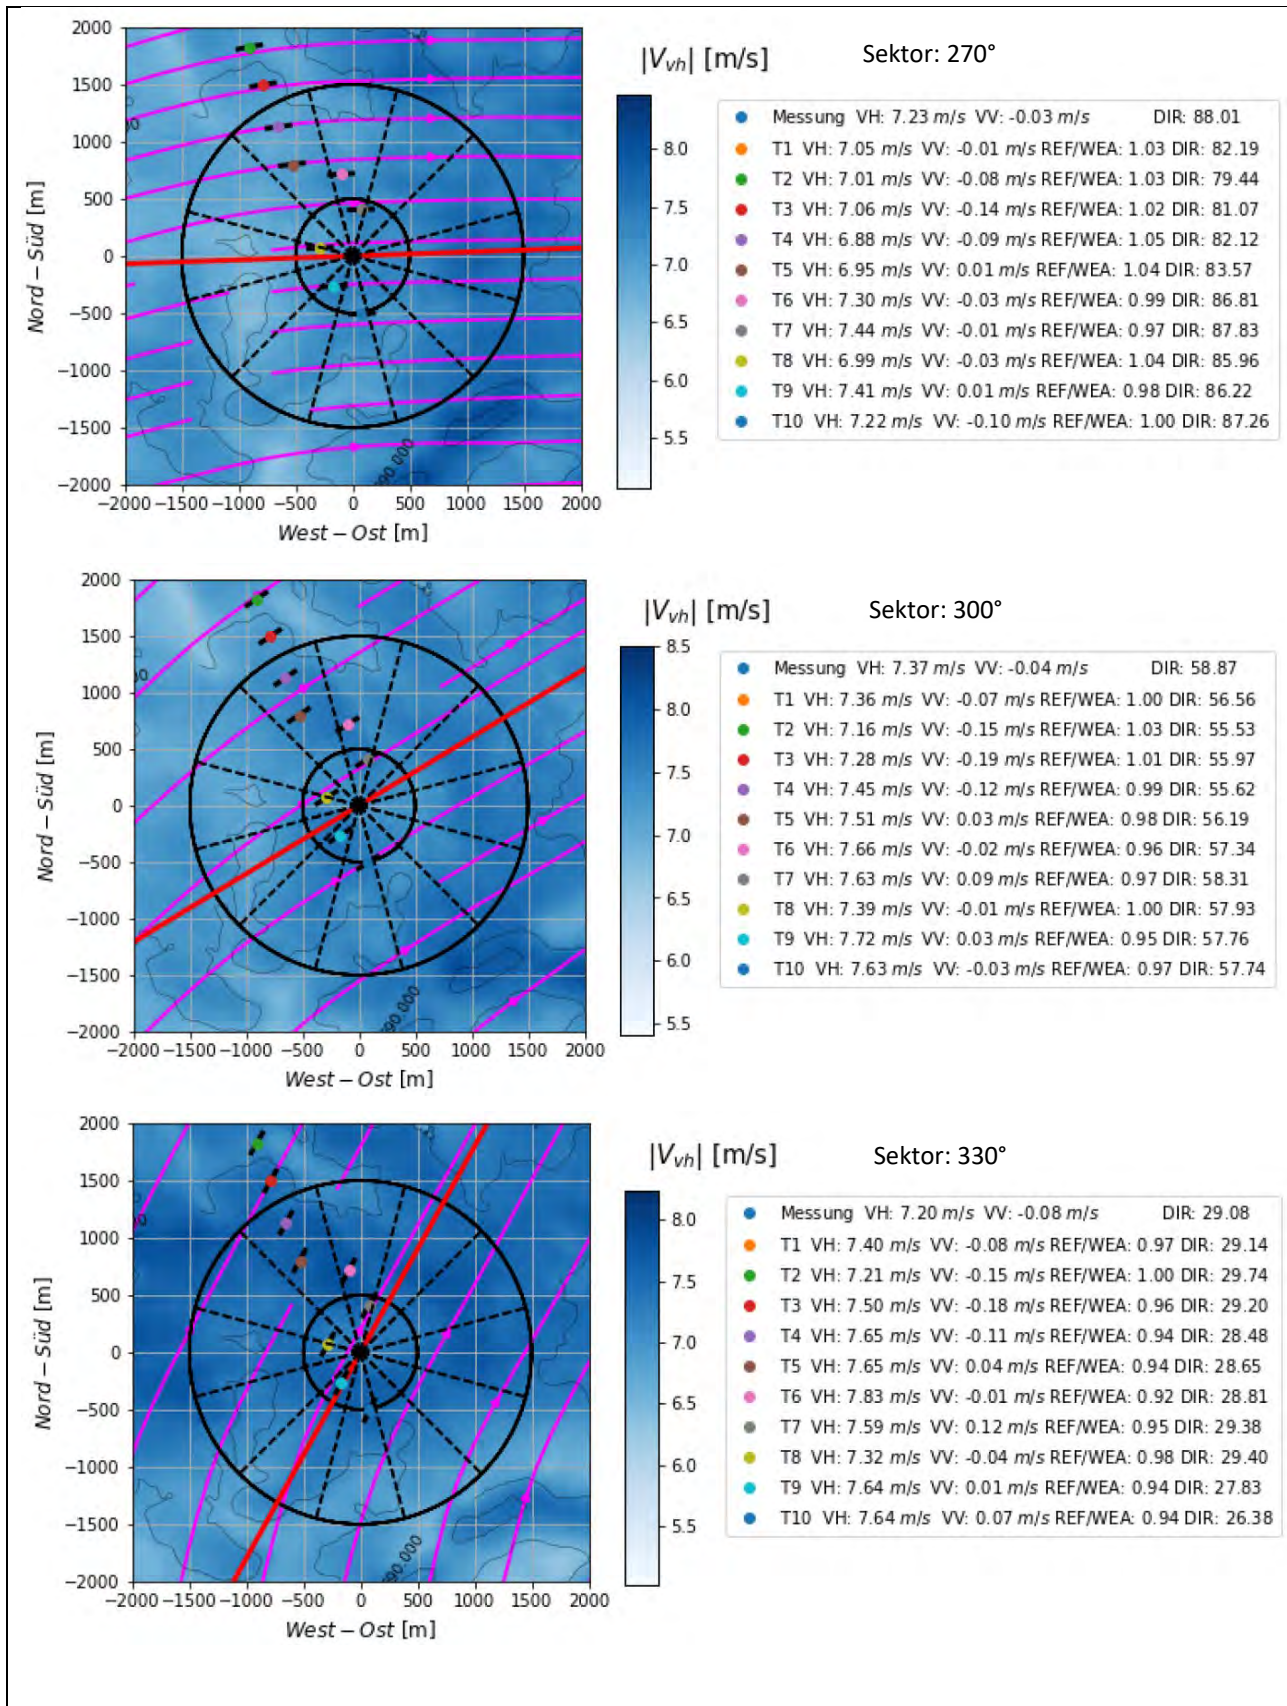 |V_vh| [m/s]
Sektor: 270°
2000
1500
1000
500
0
−500
−1000
−1500
−2000
Nord − Süd [m]
−2000 −1500 −1000 −500 0 500 1000 1500 2000
West − Ost [m]
8.0
7.5
7.0
6.5
6.0
5.5
Messung VH: 7.23 m/s VV: -0.03 m/s DIR: 88.01
T1 VH: 7.05 m/s VV: -0.01 m/s REF/WEA: 1.03 DIR: 82.19
T2 VH: 7.01 m/s VV: -0.08 m/s REF/WEA: 1.03 DIR: 79.44
T3 VH: 7.06 m/s VV: -0.14 m/s REF/WEA: 1.02 DIR: 81.07
T4 VH: 6.88 m/s VV: -0.09 m/s REF/WEA: 1.05 DIR: 82.12
T5 VH: 6.95 m/s VV: 0.01 m/s REF/WEA: 1.04 DIR: 83.57
T6 VH: 7.30 m/s VV: -0.03 m/s REF/WEA: 0.99 DIR: 86.81
T7 VH: 7.44 m/s VV: -0.01 m/s REF/WEA: 0.97 DIR: 87.83
T8 VH: 6.99 m/s VV: -0.03 m/s REF/WEA: 1.04 DIR: 85.96
T9 VH: 7.41 m/s VV: 0.01 m/s REF/WEA: 0.98 DIR: 86.22
T10 VH: 7.22 m/s VV: -0.10 m/s REF/WEA: 1.00 DIR: 87.26
|V_vh| [m/s]
Sektor: 300°
2000
1500
1000
500
0
−500
−1000
−1500
−2000
Nord − Süd [m]
−2000 −1500 −1000 −500 0 500 1000 1500 2000
West − Ost [m]
8.5
8.0
7.5
7.0
6.5
6.0
5.5
Messung VH: 7.37 m/s VV: -0.04 m/s DIR: 58.87
T1 VH: 7.36 m/s VV: -0.07 m/s REF/WEA: 1.00 DIR: 56.56
T2 VH: 7.16 m/s VV: -0.15 m/s REF/WEA: 1.03 DIR: 55.53
T3 VH: 7.28 m/s VV: -0.19 m/s REF/WEA: 1.01 DIR: 55.97
T4 VH: 7.45 m/s VV: -0.12 m/s REF/WEA: 0.99 DIR: 55.62
T5 VH: 7.51 m/s VV: 0.03 m/s REF/WEA: 0.98 DIR: 56.19
T6 VH: 7.66 m/s VV: -0.02 m/s REF/WEA: 0.96 DIR: 57.34
T7 VH: 7.63 m/s VV: 0.09 m/s REF/WEA: 0.97 DIR: 58.31
T8 VH: 7.39 m/s VV: -0.01 m/s REF/WEA: 1.00 DIR: 57.93
T9 VH: 7.72 m/s VV: 0.03 m/s REF/WEA: 0.95 DIR: 57.76
T10 VH: 7.63 m/s VV: -0.03 m/s REF/WEA: 0.97 DIR: 57.74
|V_vh| [m/s]
Sektor: 330°
2000
1500
1000
500
0
−500
−1000
−1500
−2000
Nord − Süd [m]
−2000 −1500 −1000 −500 0 500 1000 1500 2000
West − Ost [m]
8.0
7.5
7.0
6.5
6.0
5.5
Messung VH: 7.20 m/s VV: -0.08 m/s DIR: 29.08
T1 VH: 7.40 m/s VV: -0.08 m/s REF/WEA: 0.97 DIR: 29.14
T2 VH: 7.21 m/s VV: -0.15 m/s REF/WEA: 1.00 DIR: 29.74
T3 VH: 7.50 m/s VV: -0.18 m/s REF/WEA: 0.96 DIR: 29.20
T4 VH: 7.65 m/s VV: -0.11 m/s REF/WEA: 0.94 DIR: 28.48
T5 VH: 7.65 m/s VV: 0.04 m/s REF/WEA: 0.94 DIR: 28.65
T6 VH: 7.83 m/s VV: -0.01 m/s REF/WEA: 0.92 DIR: 28.81
T7 VH: 7.59 m/s VV: 0.12 m/s REF/WEA: 0.95 DIR: 29.38
T8 VH: 7.32 m/s VV: -0.04 m/s REF/WEA: 0.98 DIR: 29.40
T9 VH: 7.64 m/s VV: 0.01 m/s REF/WEA: 0.94 DIR: 27.83
T10 VH: 7.64 m/s VV: 0.07 m/s REF/WEA: 0.94 DIR: 26.38